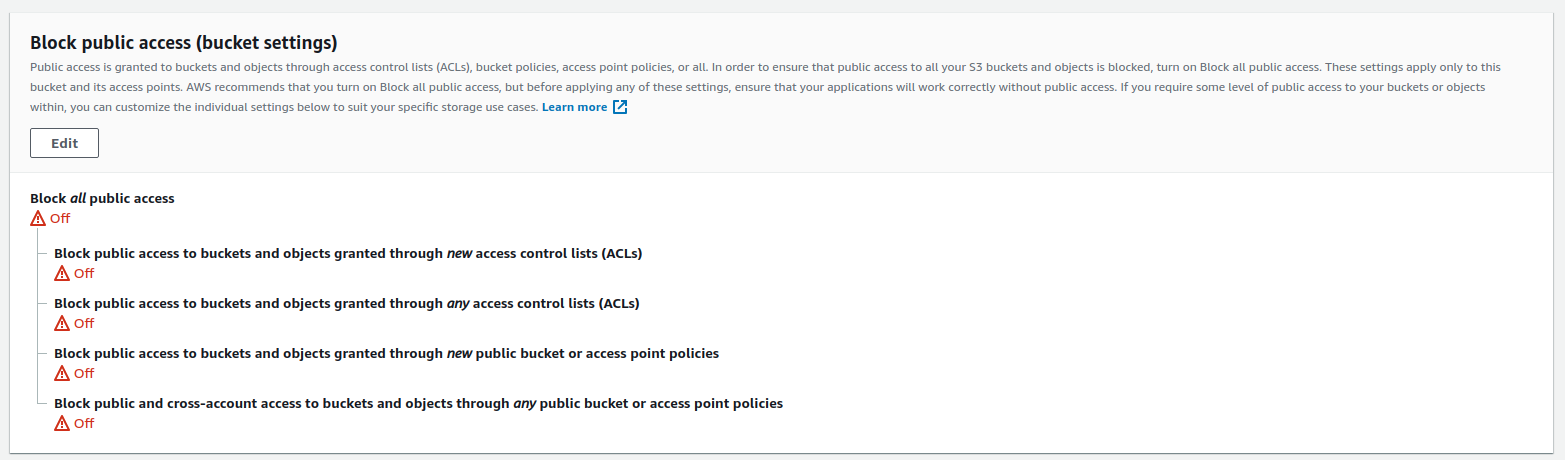 Block public access (bucket settings)
Public access is granted to buckets and objects through access control lists (ACLs), bucket policies, access point policies, or all. In order to ensure that public access to all your S3 buckets and objects is blocked, turn on Block all public access. These settings apply only to this
bucket and its access points. AWS recommends that you turn on Block all public access, but before applying any of these settings, ensure that your applications will work correctly without public access. If you require some level of public access to your buckets or objects
within, you can customize the individual settings below to suit your specific storage use cases. Learn more
Edit
Block all public access
Off
Block public access to buckets and objects granted through new access control lists (ACLs)
Off
Block public access to buckets and objects granted through any access control lists (ACLs)
Off
Block public access to buckets and objects granted through new public bucket or access point policies
Off
Block public and cross-account access to buckets and objects through any public bucket or access point policies
Off